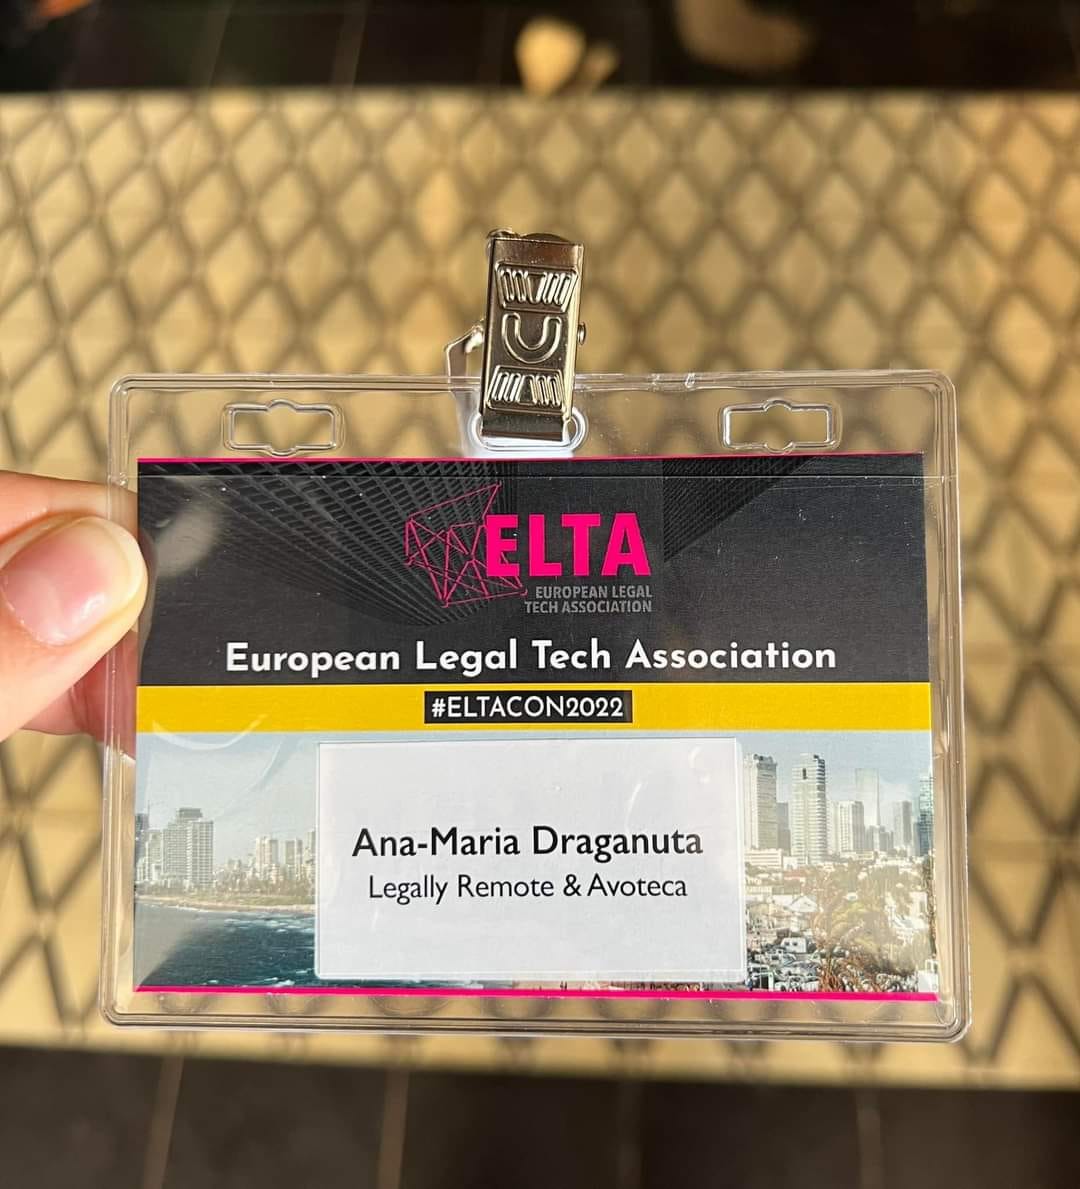 ELTA
EUROPEAN LEGAL
TECH ASSOCIATION
European Legal Tech Association
#ELTACON2022
Ana-Maria Draganuta
Legally Remote & Avoteca